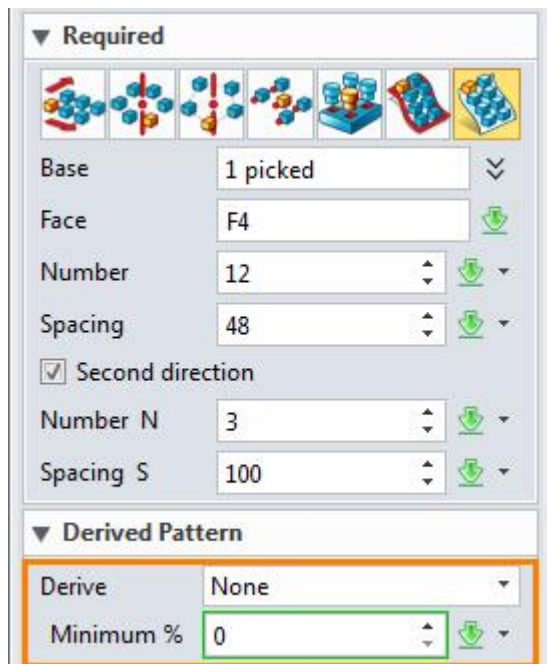 Required
Base 1 picked
Face F4
Number 12
Spacing 48
Second direction
Number N 3
Spacing S 100
Derived Pattern
Derive None
Minimum % 0